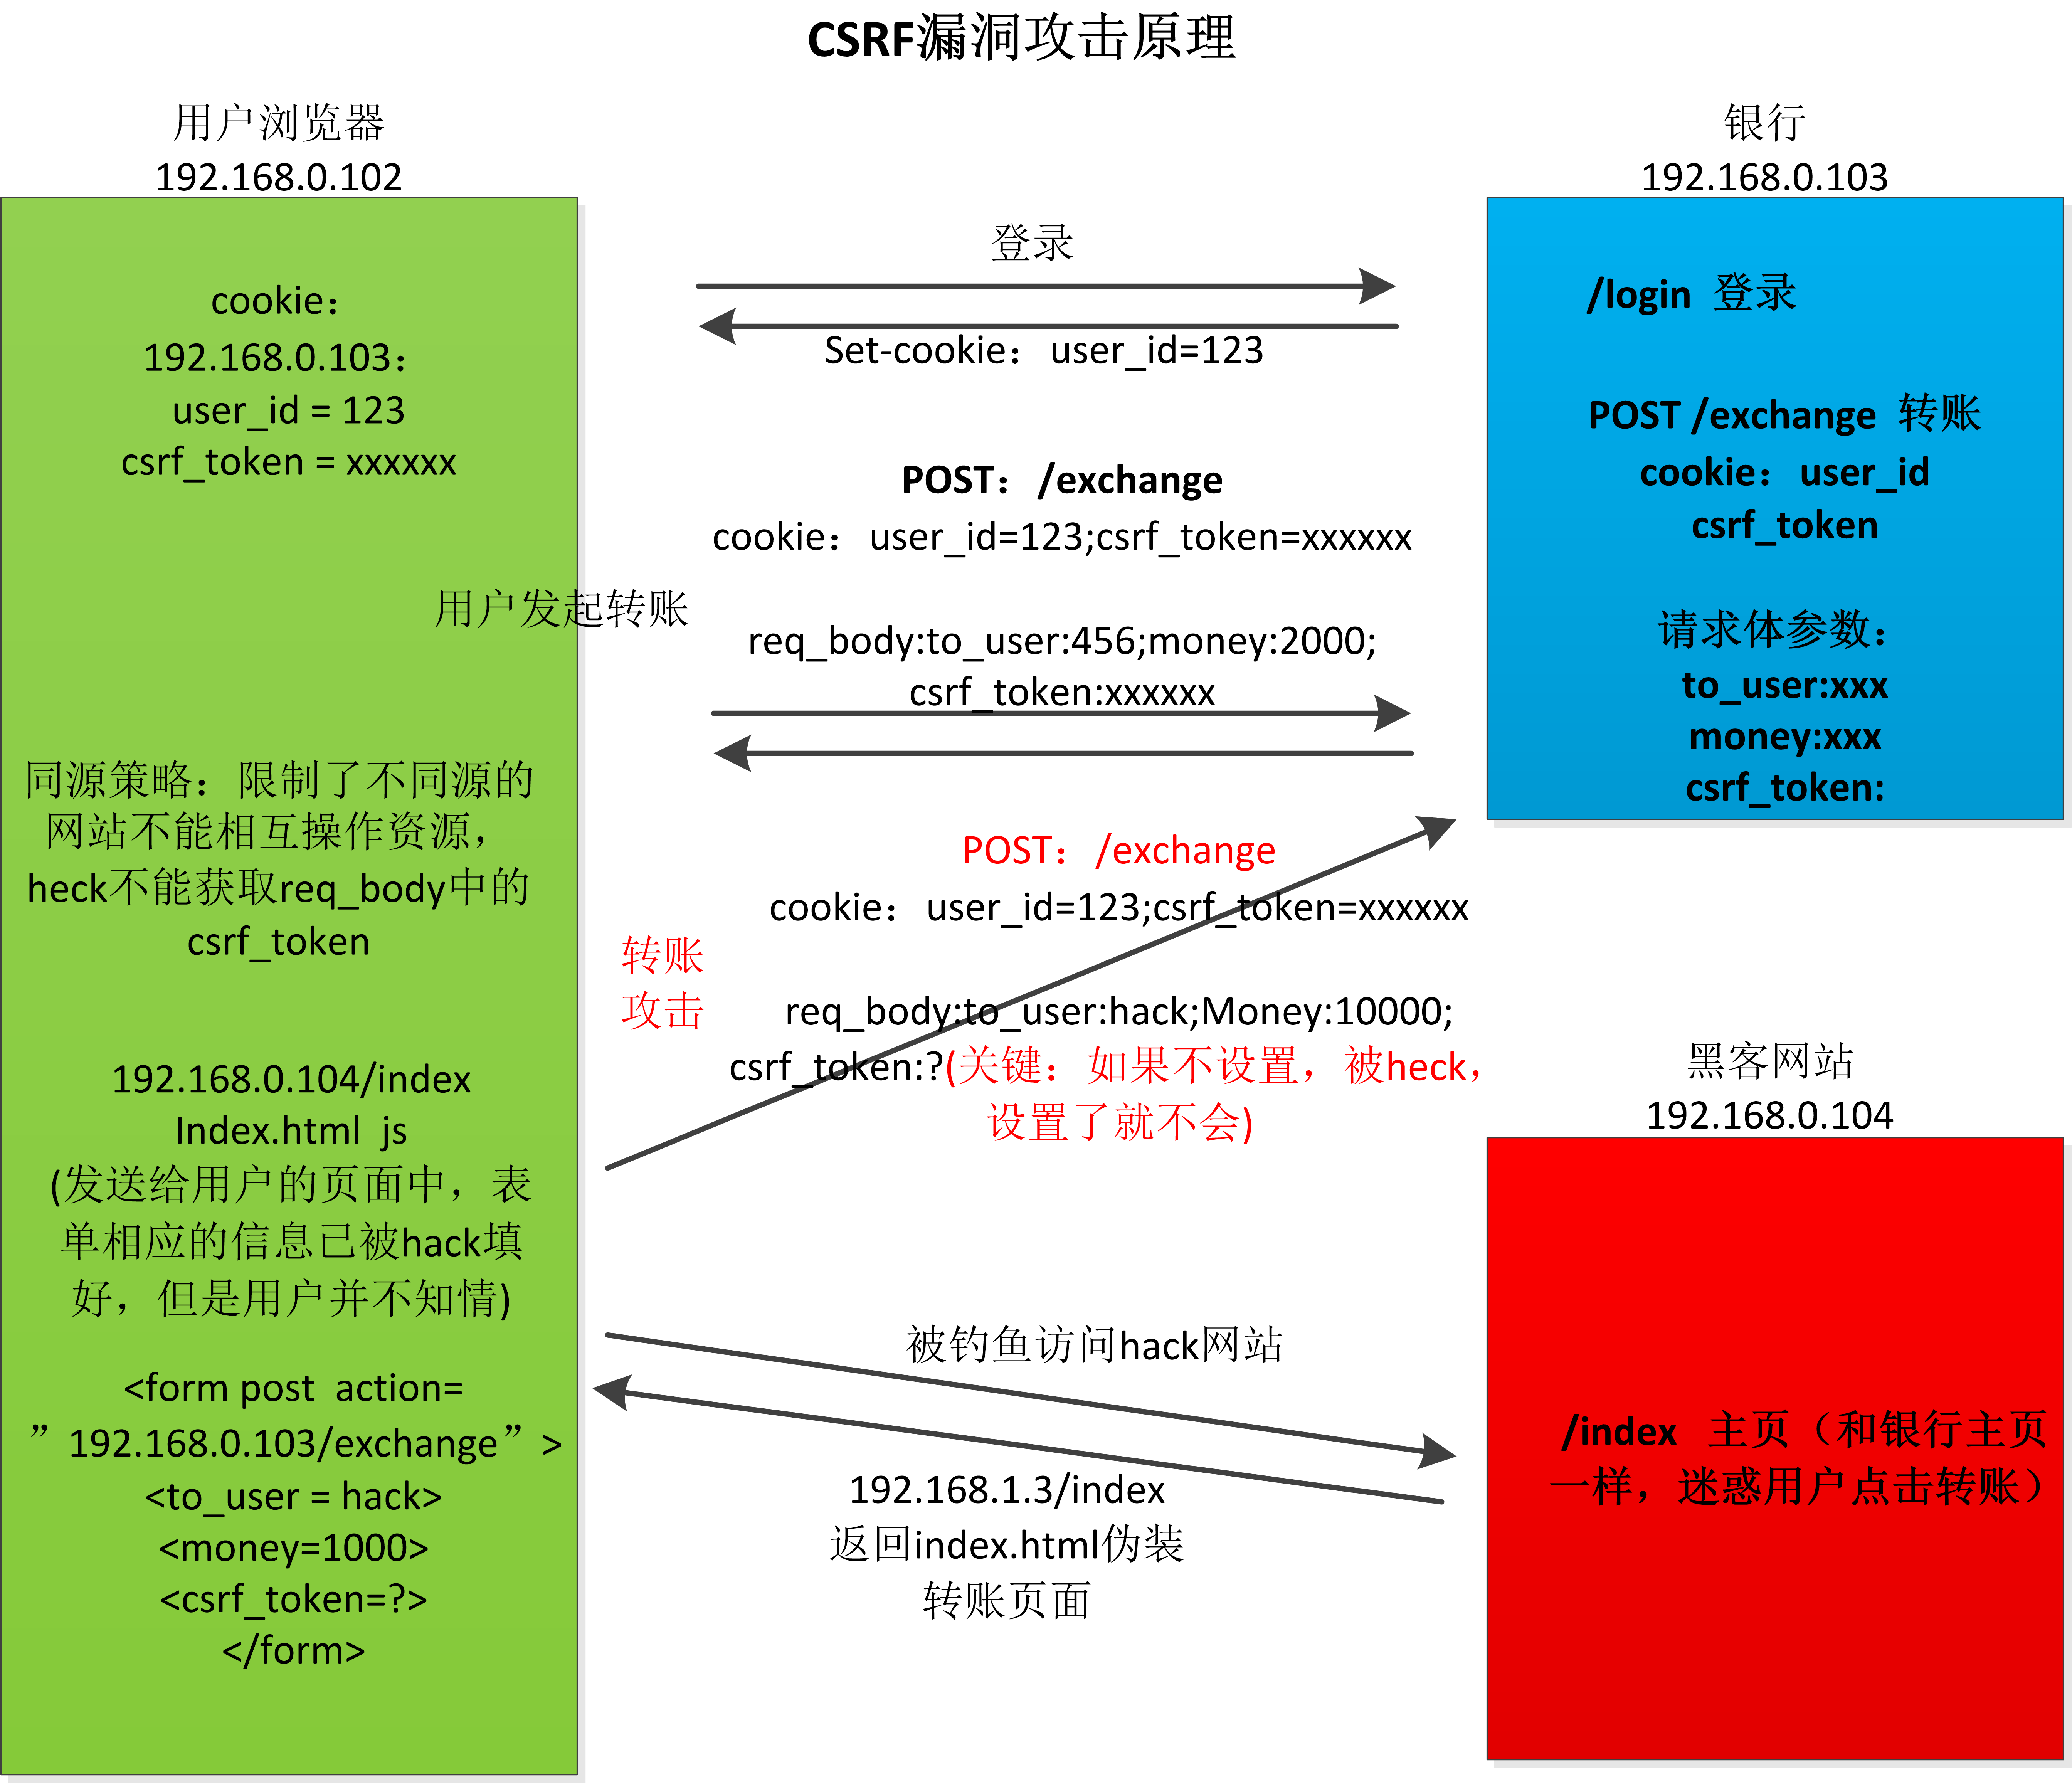 CSRF漏洞攻击原理
用户浏览器
192.168.0.102
cookie：
192.168.0.103：
user_id = 123
csrf_token = xxxxxx
用户发起转账
同源策略：限制了不同源的
网站不能相互操作资源，
heck不能获取req_body中的
csrf_token
192.168.0.104/index
Index.html js
(发送给用户的页面中，表
单相应的信息已被hack填
好，但是用户并不知情)
<form post action=
”192.168.0.103/exchange”>
<to_user = hack>
<money=1000>
<csrf_token=?>
</form>
登录
Set-cookie：user_id=123
POST：/exchange
cookie：user_id=123;csrf_token=xxxxxx
req_body:to_user:456;money:2000;
csrf_token:xxxxxx
POST：/exchange
cookie：user_id=123;csrf_token=xxxxxx
转账
攻击
req_body:to_user:hack;Money:10000;
csrf_token:?(关键：如果不设置，被heck，
设置了就不会)
被钓鱼访问hack网站
192.168.1.3/index
返回index.html伪装
转账页面
银行
192.168.0.103
/login 登录
POST /exchange 转账
cookie：user_id
csrf_token
请求体参数：
to_user:xxx
money:xxx
csrf_token:
黑客网站
192.168.0.104
/index 主页（和银行主页
一样，迷惑用户点击转账）